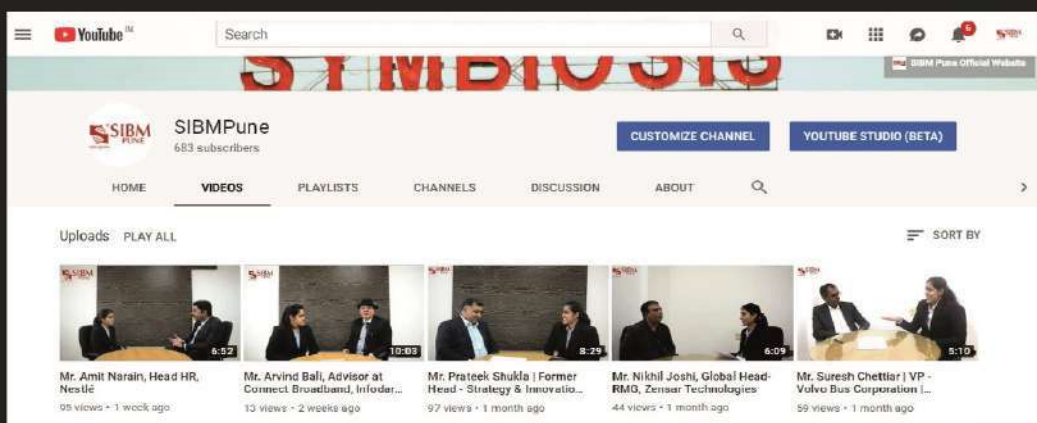 YouTube IN
Search
6
SYMBIOSIS
SIBM Pune Official Website
SIBM
PUNE
SIBMPune
683 subscribers
CUSTOMIZE CHANNEL
YOUTUBE STUDIO (BETA)
HOME VIDEOS PLAYLISTS CHANNELS DISCUSSION ABOUT
Uploads PLAY ALL
SORT BY
6:52
10:03
8:29
6:09
5:10
Mr. Amit Narain, Head HR,
Nestlé
95 views • 1 week ago
Mr. Arvind Bali, Advisor at
Connect Broadband, Infodar...
13 views • 2 weeks ago
Mr. Prateek Shukla | Former
Head - Strategy & Innovatio...
97 views • 1 month ago
Mr. Nikhil Joshi, Global Head-
RMG, Zensar Technologies
44 views • 1 month ago
Mr. Suresh Chettiar | VP -
Volvo Bus Corporation |...
59 views • 1 month ago